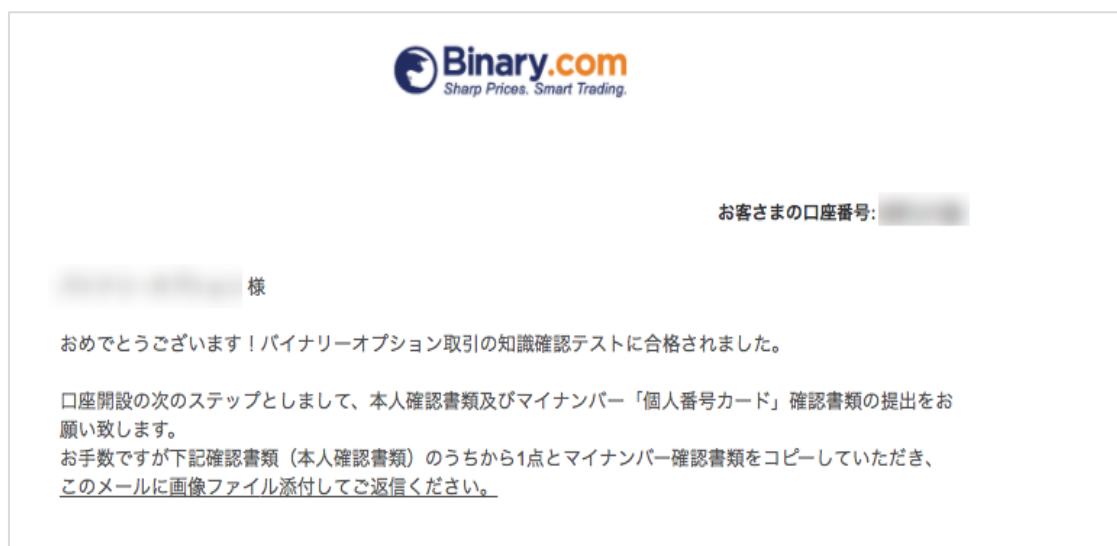 Binary.com
Sharp Prices. Smart Trading.
お客さまの口座番号:
様
おめでとうございます！バイナリーオプション取引の知識確認テストに合格されました。
口座開設の次のステップとしまして、本人確認書類及びマイナンバー「個人番号カード」確認書類の提出をお
願い致します。
お手数ですが下記確認書類（本人確認書類）のうちから1点とマイナンバー確認書類をコピーしていただき、
このメールに画像ファイル添付してご返信ください。